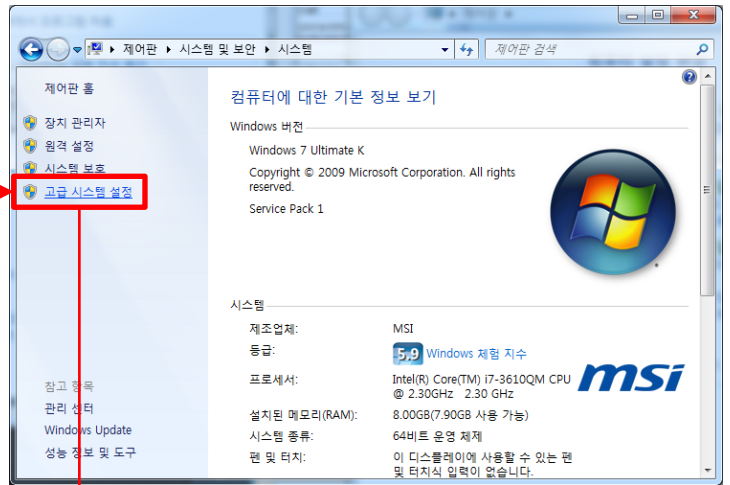 제어판 ▸ 시스템 및 보안 ▸ 시스템
제어판 검색
제어판 홈
장치 관리자
원격 설정
시스템 보호
고급 시스템 설정
참고 항목
관리 센터
Windows Update
성능 정보 및 도구
컴퓨터에 대한 기본 정보 보기
Windows 버전
Windows 7 Ultimate K
Copyright © 2009 Microsoft Corporation. All rights
reserved.
Service Pack 1
시스템
제조업체: MSI
등급: 5.9 Windows 체험 지수
프로세서: Intel(R) Core(TM) i7-3610QM CPU
@ 2.30GHz 2.30 GHz
설치된 메모리(RAM): 8.00GB(7.90GB 사용 가능)
시스템 종류: 64비트 운영 체제
펜 및 터치: 이 디스플레이에 사용할 수 있는 펜
및 터치식 입력이 없습니다.
msi